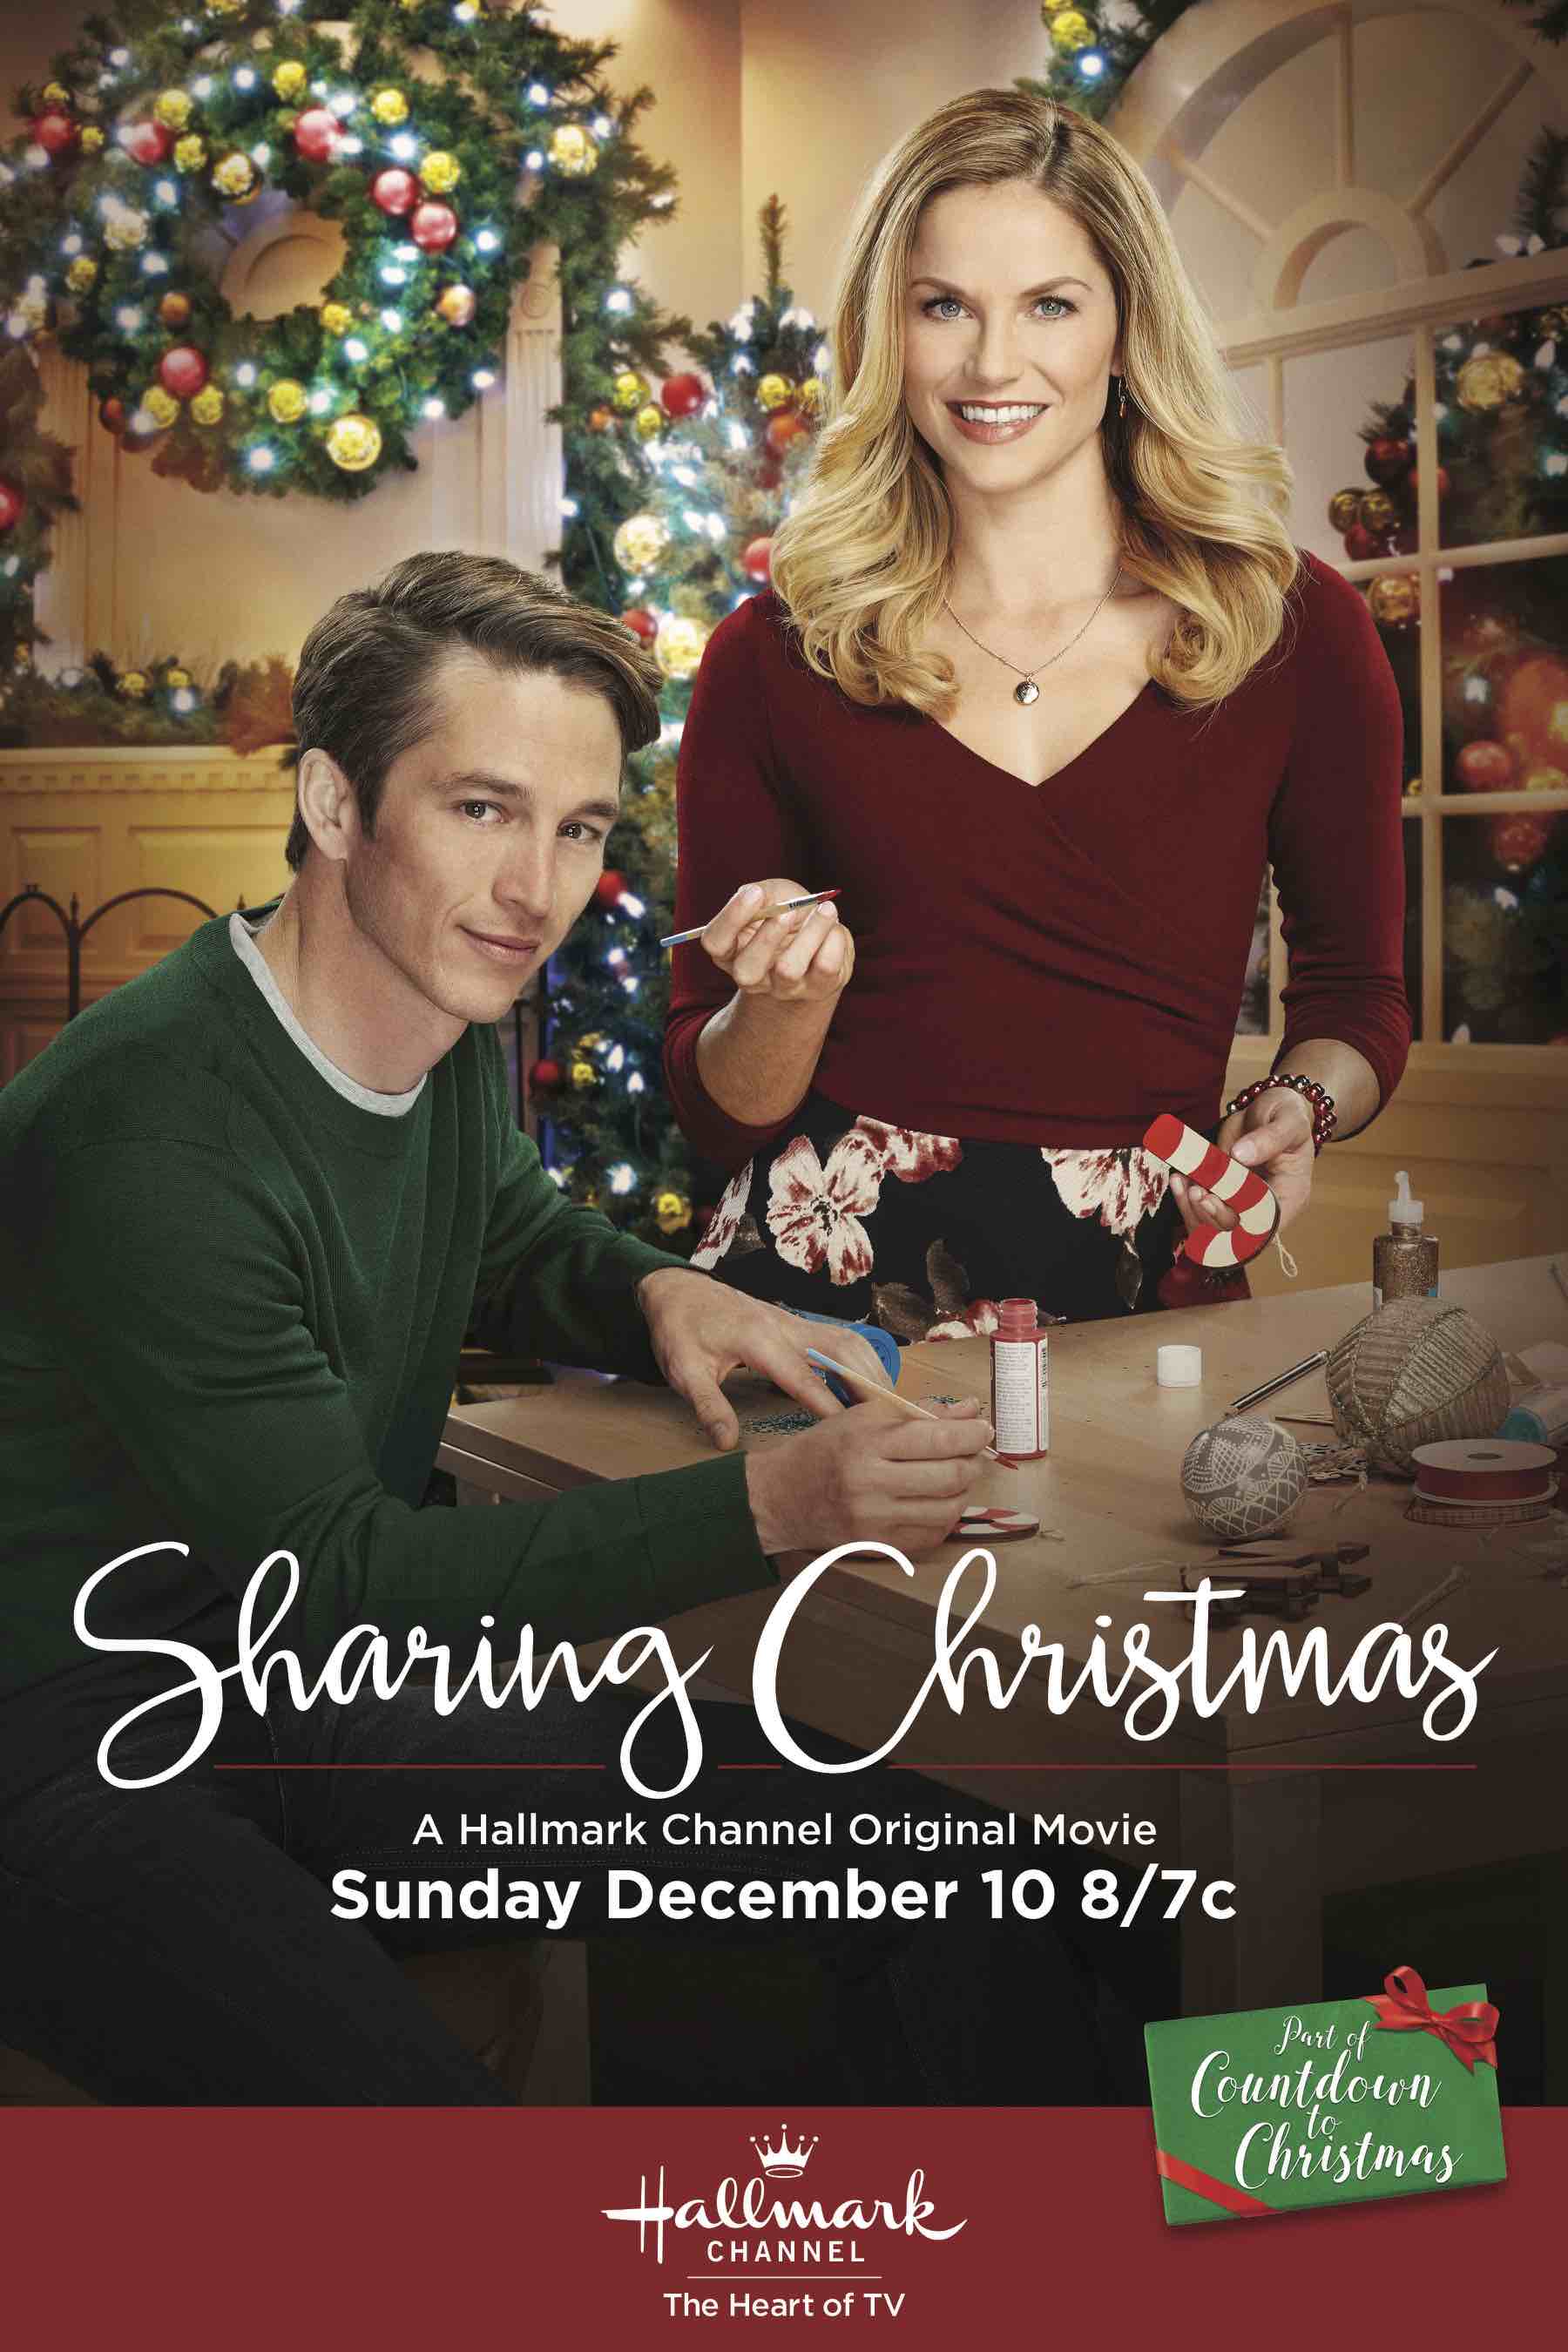 Sharing Christmas
A Hallmark Channel Original Movie
Sunday December 10 8/7c
Part of
Countdown
to
Christmas
Hallmark
CHANNEL
The Heart of TV